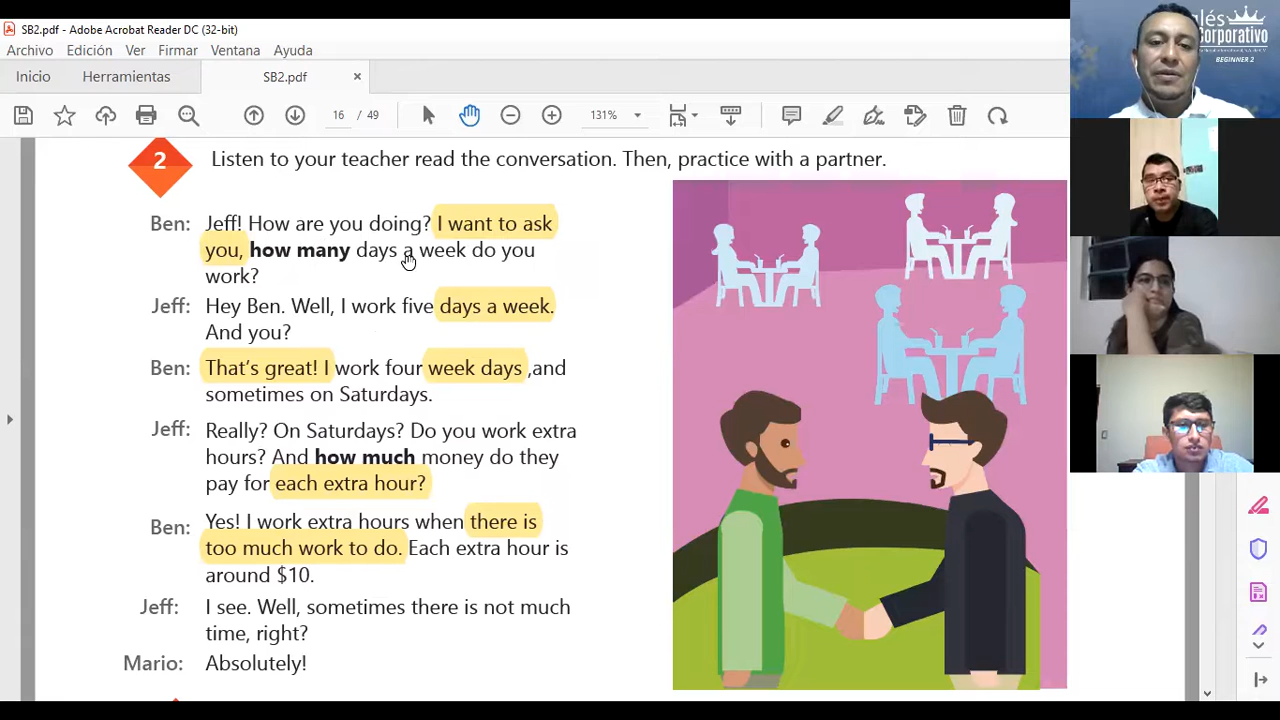 SB2.pdf - Adobe Acrobat Reader DC (32-bit)
Archivo Edición Ver Firmar Ventana Ayuda
Inicio Herramientas SB2.pdf ×
16 / 49 131%
2 Listen to your teacher read the conversation. Then, practice with a partner.
Ben: Jeff! How are you doing? I want to ask
you, how many days a week do you
work?
Jeff: Hey Ben. Well, I work five days a week.
And you?
Ben: That's great! I work four week days ,and
sometimes on Saturdays.
Jeff: Really? On Saturdays? Do you work extra
hours? And how much money do they
pay for each extra hour?
Ben: Yes! I work extra hours when there is
too much work to do. Each extra hour is
around $10.
Jeff: I see. Well, sometimes there is not much
time, right?
Mario: Absolutely!
BEGINNER 2